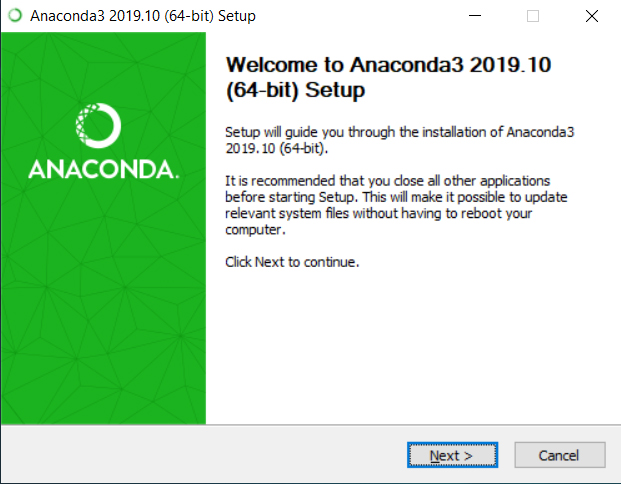 Anaconda3 2019.10 (64-bit) Setup
Welcome to Anaconda3 2019.10
(64-bit) Setup
ANACONDA.
Setup will guide you through the installation of Anaconda3
2019.10 (64-bit).
It is recommended that you close all other applications
before starting Setup. This will make it possible to update
relevant system files without having to reboot your
computer.
Click Next to continue.
Next >
Cancel